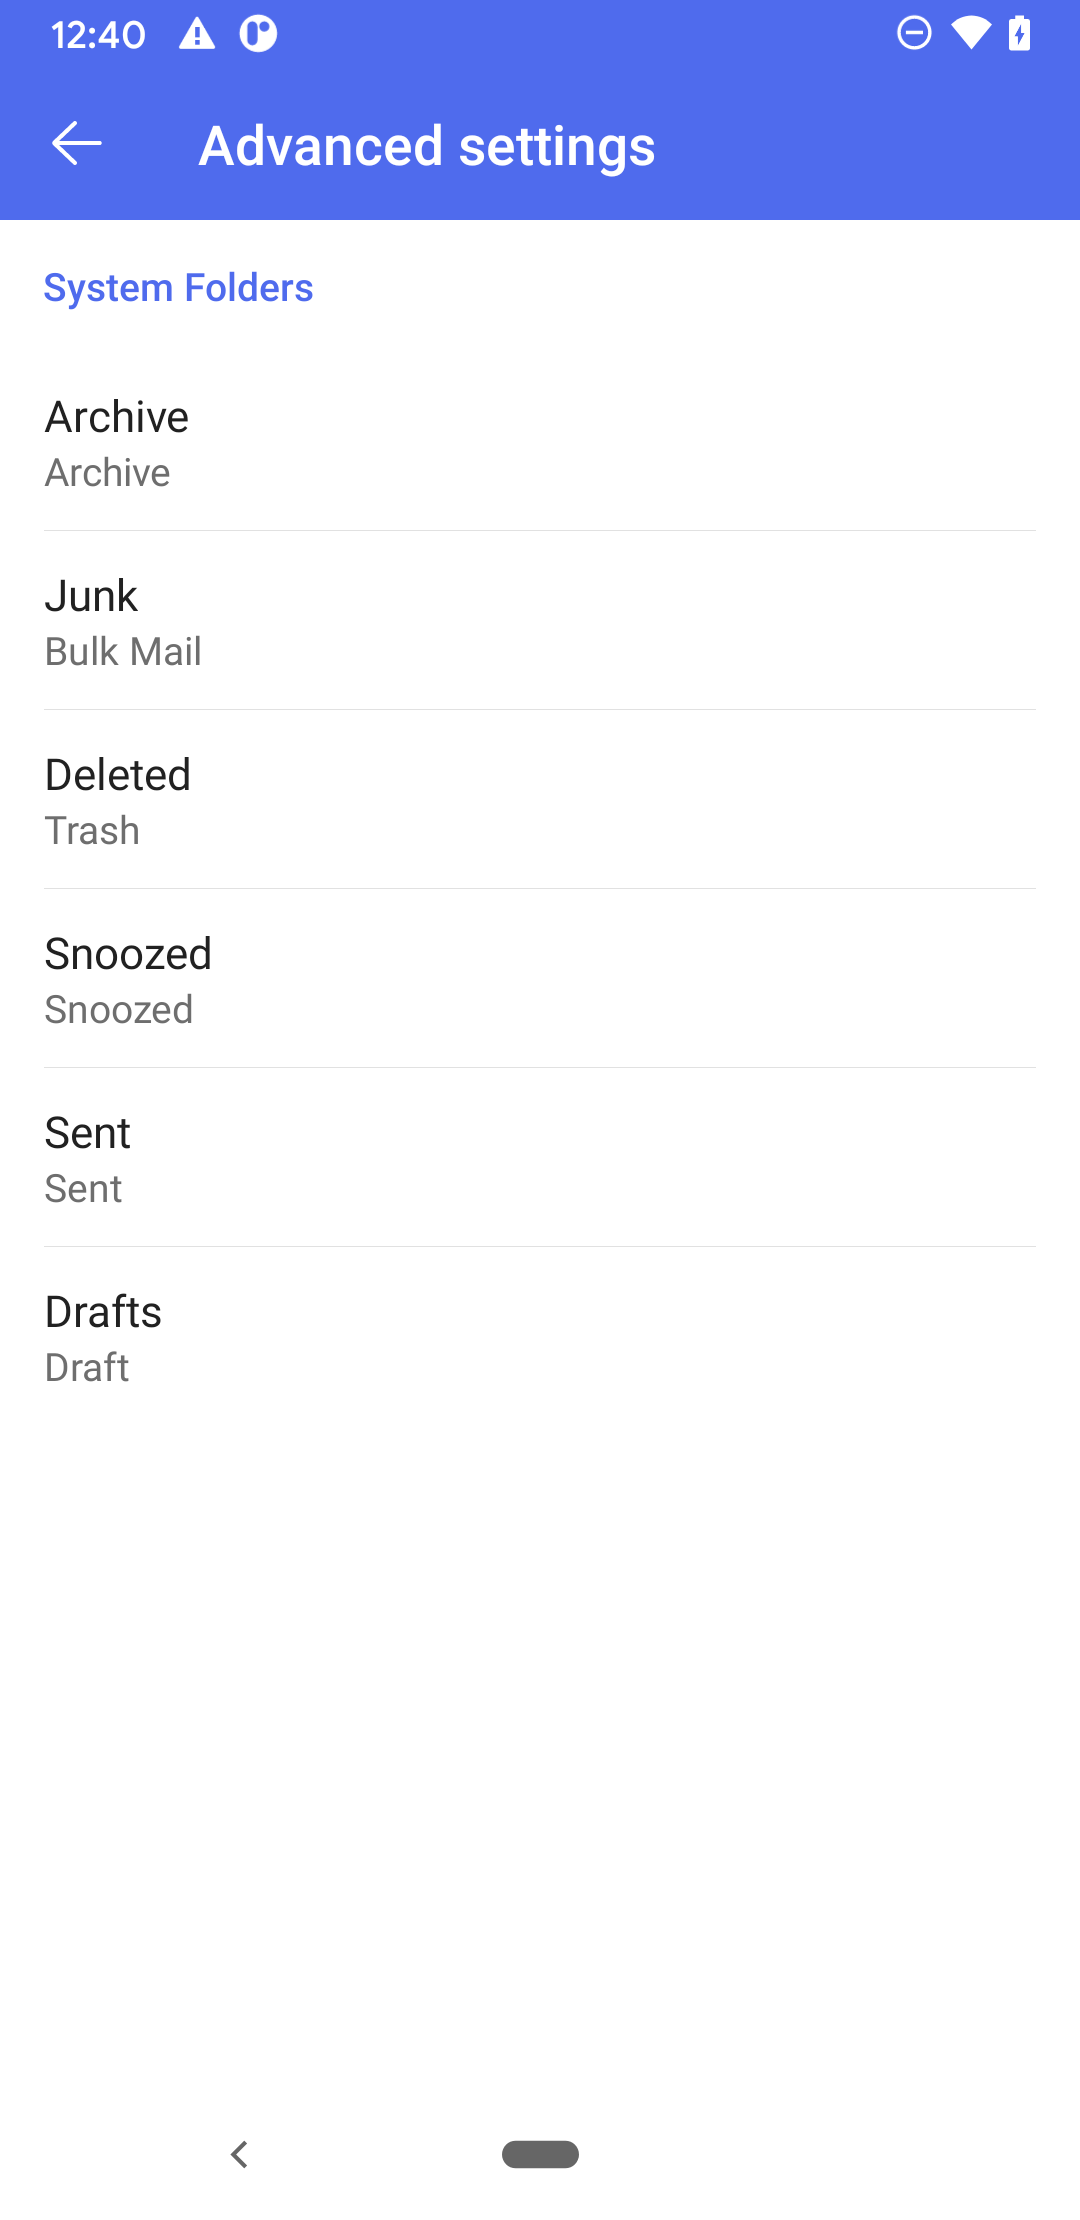 12:40
Advanced settings
System Folders
Archive
Archive
Junk
Bulk Mail
Deleted
Trash
Snoozed
Snoozed
Sent
Sent
Drafts
Draft